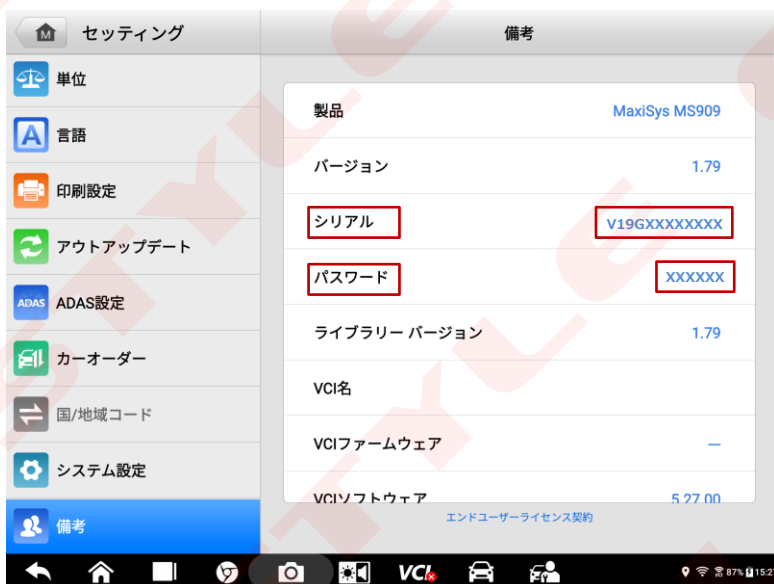 セッティング
備考
単位
言語
印刷設定
アウトアップデート
ADAS
ADAS設定
カーオーダー
国/地域コード
システム設定
備考
製品 MaxiSys MS909
バージョン 1.79
シリアル V19GXXXXXXXX
パスワード XXXXXX
ライブラリー バージョン 1.79
VCI名
VCIファームウェア —
VCIソフトウェア 5.27.00
エンドユーザーライセンス契約
VCI
87% 15:27
STYLE